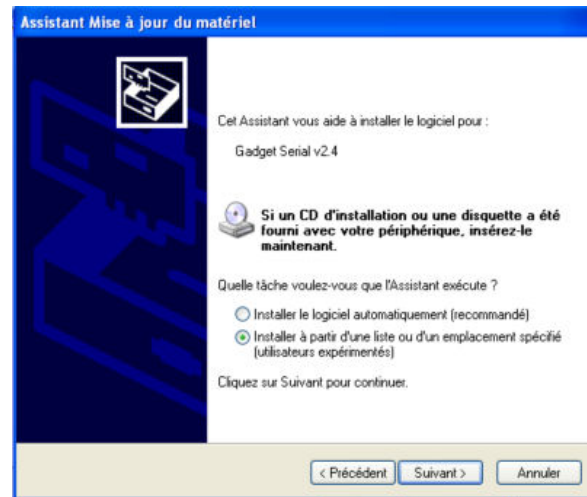 Assistant Mise à jour du matériel
Cet Assistant vous aide à installer le logiciel pour :
Gadget Serial v2.4
Si un CD d'installation ou une disquette a été
fourni avec votre périphérique, insérez-le
maintenant.
Quelle tâche voulez-vous que l'Assistant exécute ?
Installer le logiciel automatiquement (recommandé)
Installer à partir d'une liste ou d'un emplacement spécifié
(utilisateurs expérimentés)
Cliquez sur Suivant pour continuer.
< Précédent
Suivant >
Annuler